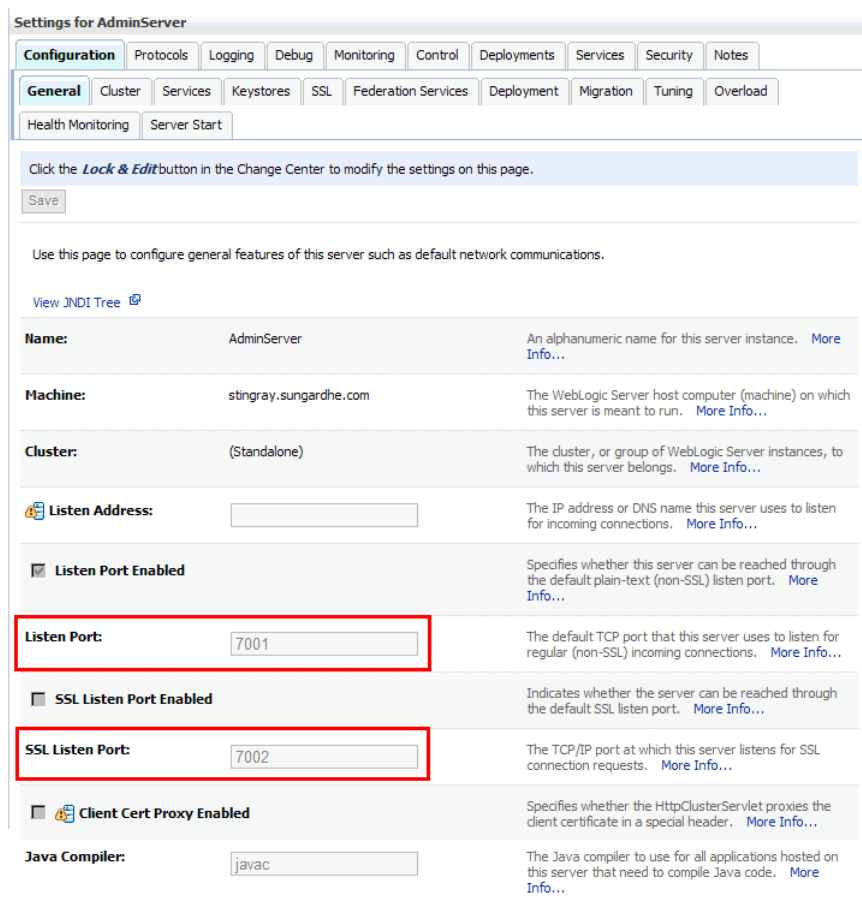 Settings for AdminServer
Configuration Protocols Logging Debug Monitoring Control Deployments Services Security Notes
General Cluster Services Keystores SSL Federation Services Deployment Migration Tuning Overload
Health Monitoring Server Start
Click the Lock & Edit button in the Change Center to modify the settings on this page.
Save
Use this page to configure general features of this server such as default network communications.
View JNDI Tree
Name: AdminServer An alphanumeric name for this server instance. More
Info...
Machine: stingray.sungardhe.com The WebLogic Server host computer (machine) on which
this server is meant to run. More Info...
Cluster: (Standalone) The cluster, or group of WebLogic Server instances, to
which this server belongs. More Info...
Listen Address: The IP address or DNS name this server uses to listen
for incoming connections. More Info...
Listen Port Enabled Specifies whether this server can be reached through
the default plain-text (non-SSL) listen port. More
Info...
Listen Port: 7001 The default TCP port that this server uses to listen for
regular (non-SSL) incoming connections. More Info...
SSL Listen Port Enabled Indicates whether the server can be reached through
the default SSL listen port. More Info...
SSL Listen Port: 7002 The TCP/IP port at which this server listens for SSL
connection requests. More Info...
Client Cert Proxy Enabled Specifies whether the HttpClusterServlet proxies the
client certificate in a special header. More Info...
Java Compiler: javac The Java compiler to use for all applications hosted on
this server that need to compile Java code. More
Info...